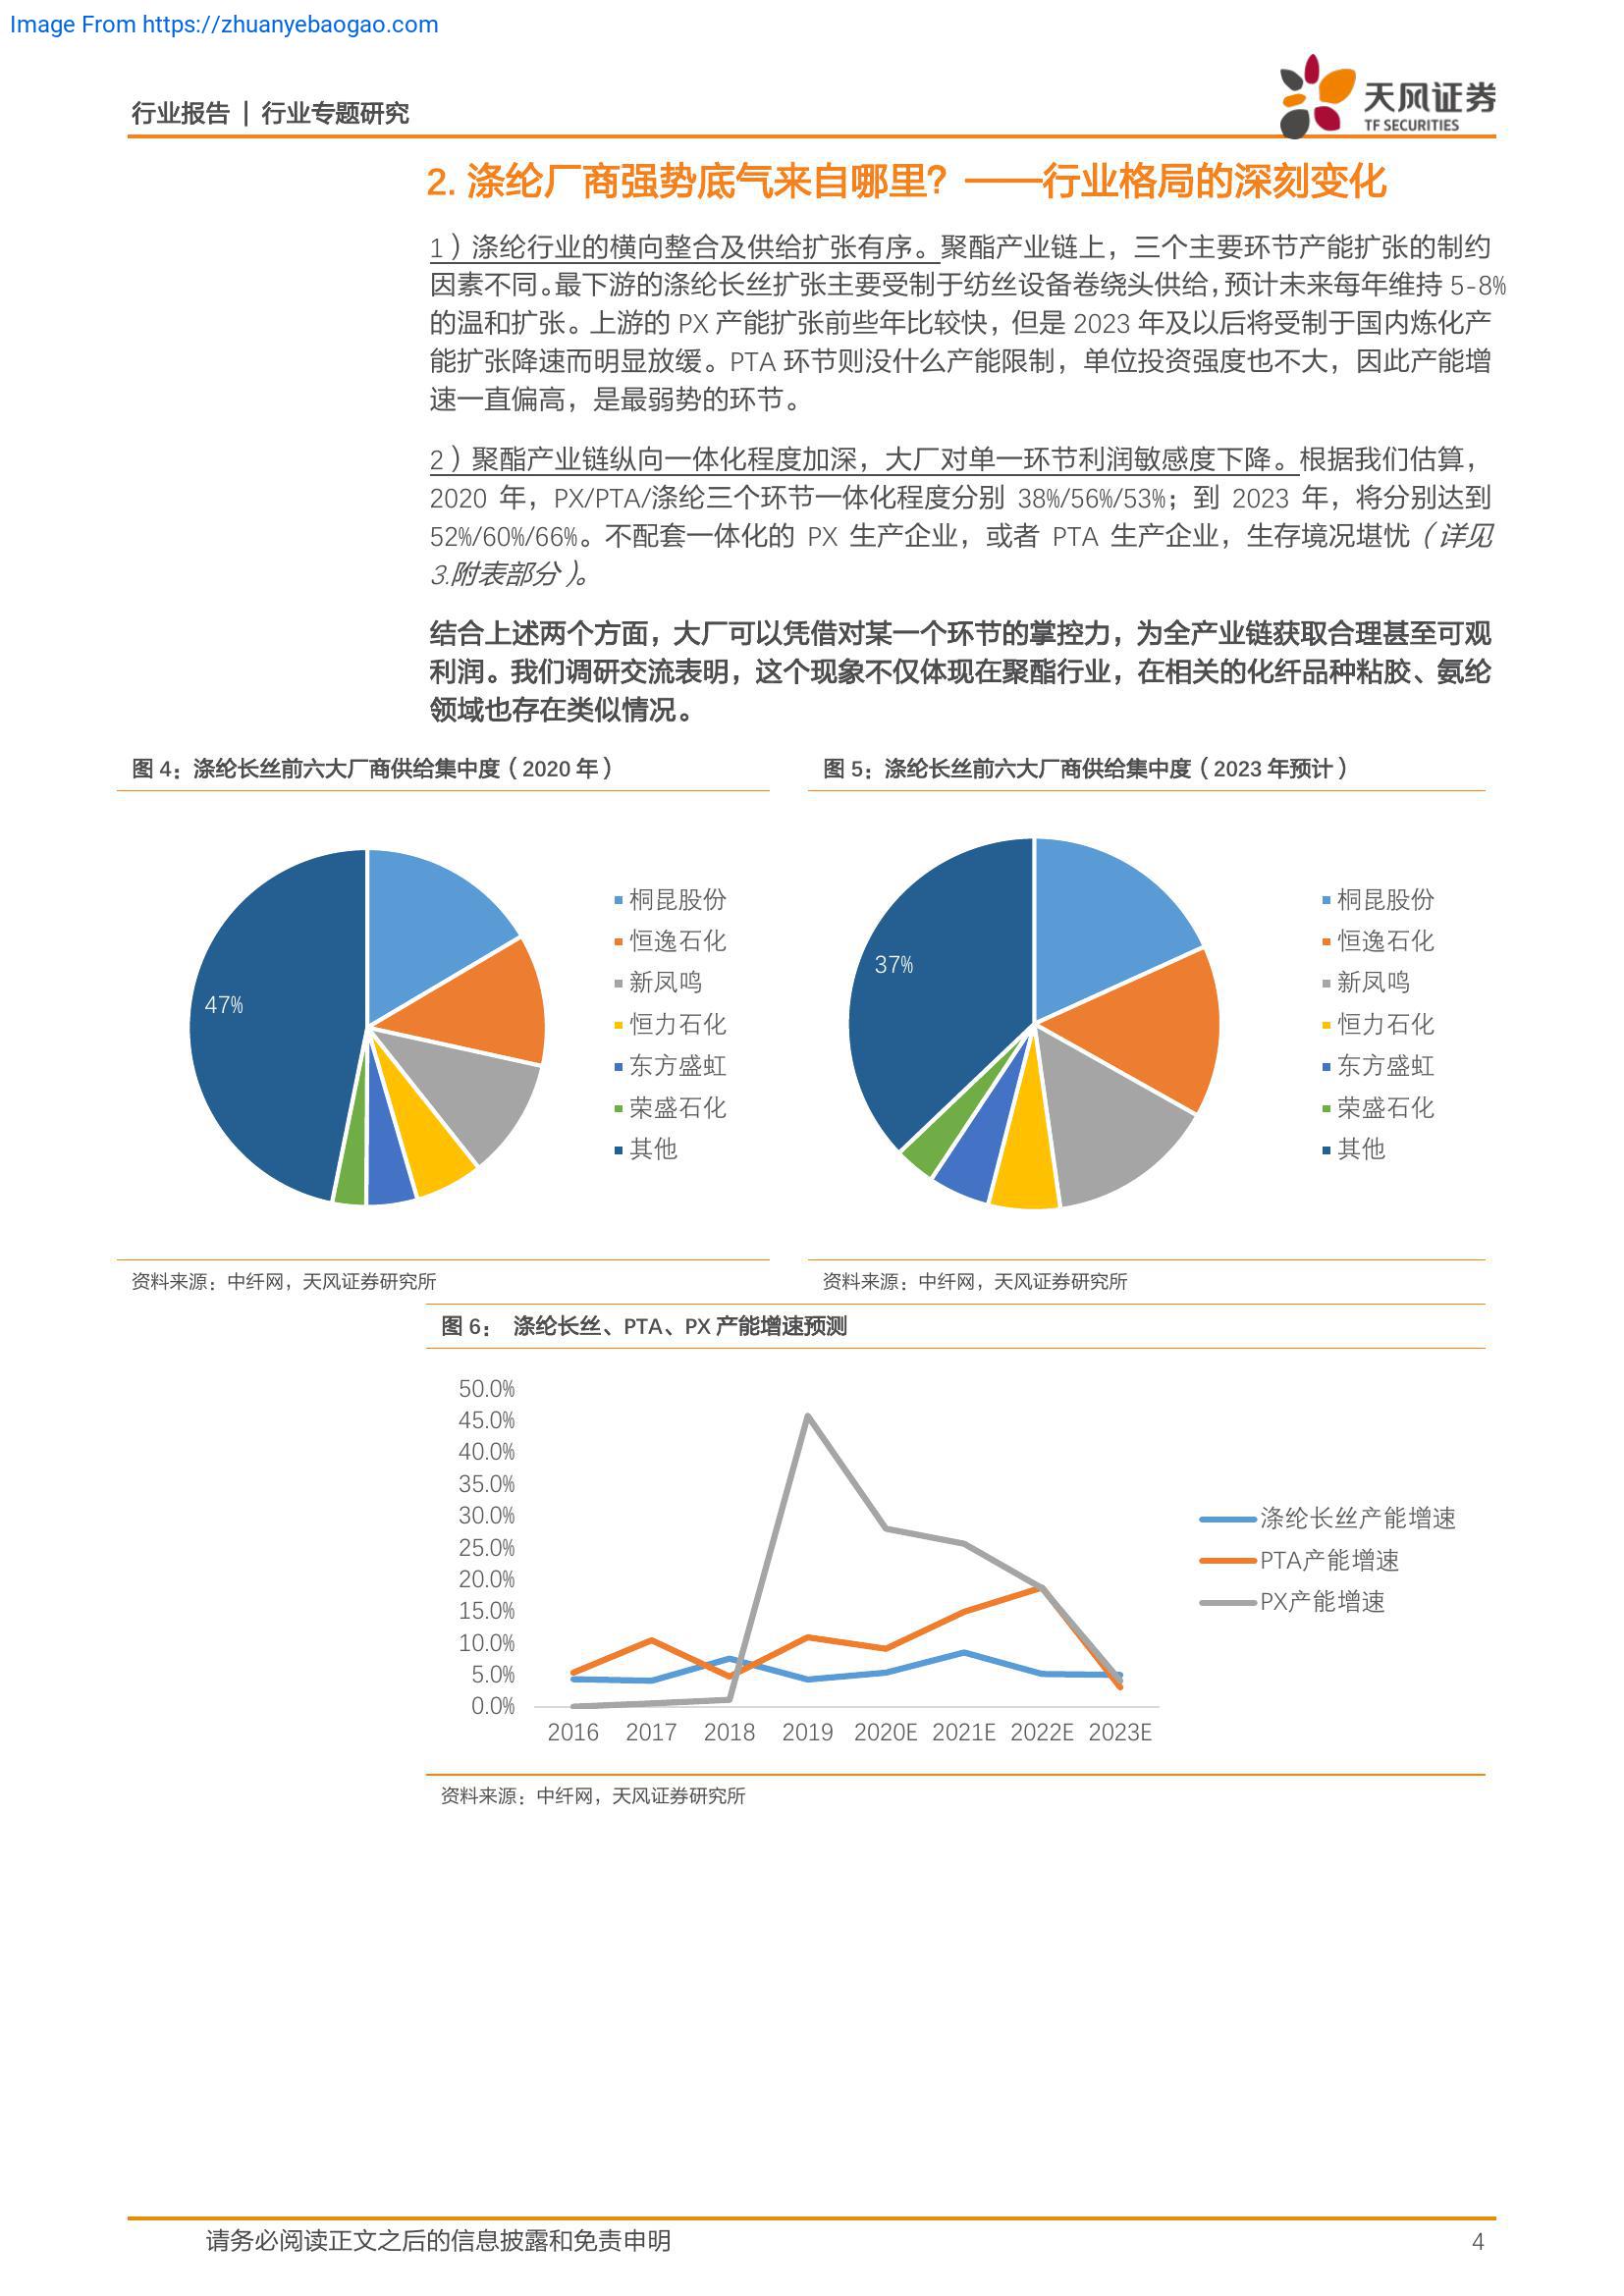 Image From https://zhuanyebaogao.com
行业报告 | 行业专题研究
天风证券
TF SECURITIES
2. 涤纶厂商强势底气来自哪里？——行业格局的深刻变化
1）涤纶行业的横向整合及供给扩张有序。聚酯产业链上，三个主要环节产能扩张的制约
因素不同。最下游的涤纶长丝扩张主要受制于纺丝设备卷绕头供给，预计未来每年维持 5-8%
的温和扩张。上游的 PX 产能扩张前些年比较快，但是 2023 年及以后将受制于国内炼化产
能扩张降速而明显放缓。PTA 环节则没什么产能限制，单位投资强度也不大，因此产能增
速一直偏高，是最弱势的环节。
2）聚酯产业链纵向一体化程度加深，大厂对单一环节利润敏感度下降。根据我们估算，
2020 年，PX/PTA/涤纶三个环节一体化程度分别 38%/56%/53%；到 2023 年，将分别达到
52%/60%/66%。不配套一体化的 PX 生产企业，或者 PTA 生产企业，生存境况堪忧（详见
3.附表部分）。
结合上述两个方面，大厂可以凭借对某一个环节的掌控力，为全产业链获取合理甚至可观
利润。我们调研交流表明，这个现象不仅体现在聚酯行业，在相关的化纤品种粘胶、氨纶
领域也存在类似情况。
图 4：涤纶长丝前六大厂商供给集中度（2020 年）
47%
桐昆股份
恒逸石化
新凤鸣
恒力石化
东方盛虹
荣盛石化
其他
资料来源：中纤网，天风证券研究所
图 5：涤纶长丝前六大厂商供给集中度（2023 年预计）
37%
桐昆股份
恒逸石化
新凤鸣
恒力石化
东方盛虹
荣盛石化
其他
资料来源：中纤网，天风证券研究所
图 6： 涤纶长丝、PTA、PX 产能增速预测
50.0%
45.0%
40.0%
35.0%
30.0%
25.0%
20.0%
15.0%
10.0%
5.0%
0.0%
2016 2017 2018 2019 2020E 2021E 2022E 2023E
涤纶长丝产能增速
PTA产能增速
PX产能增速
资料来源：中纤网，天风证券研究所
请务必阅读正文之后的信息披露和免责申明 4